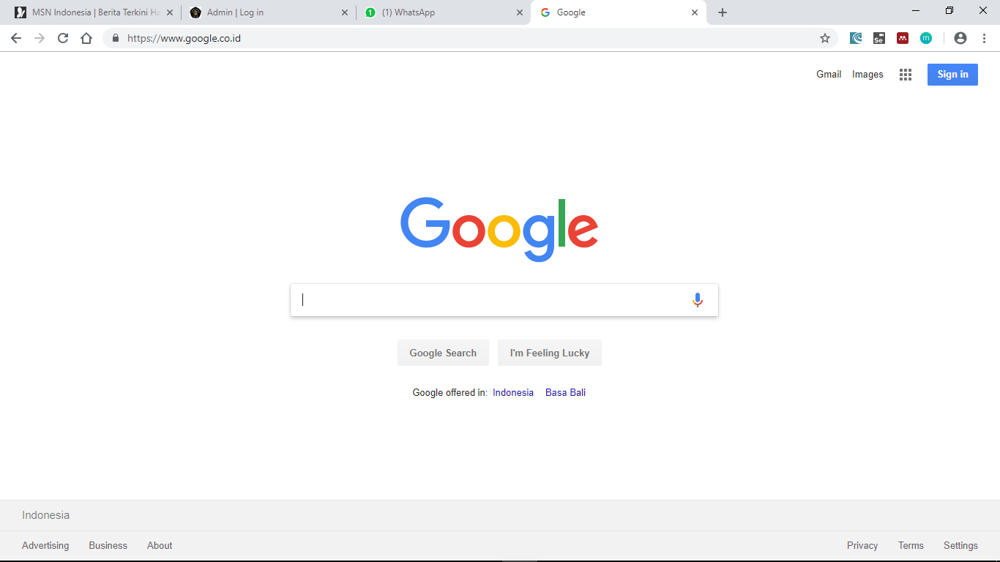 MSN Indonesia | Berita Terkini Ha
Admin | Log in
1
(1) WhatsApp
Google
https://www.google.co.id
Se
m
Gmail
Images
Sign in
Google
Google Search
I'm Feeling Lucky
Google offered in: Indonesia Basa Bali
Indonesia
Advertising
Business
About
Privacy
Terms
Settings